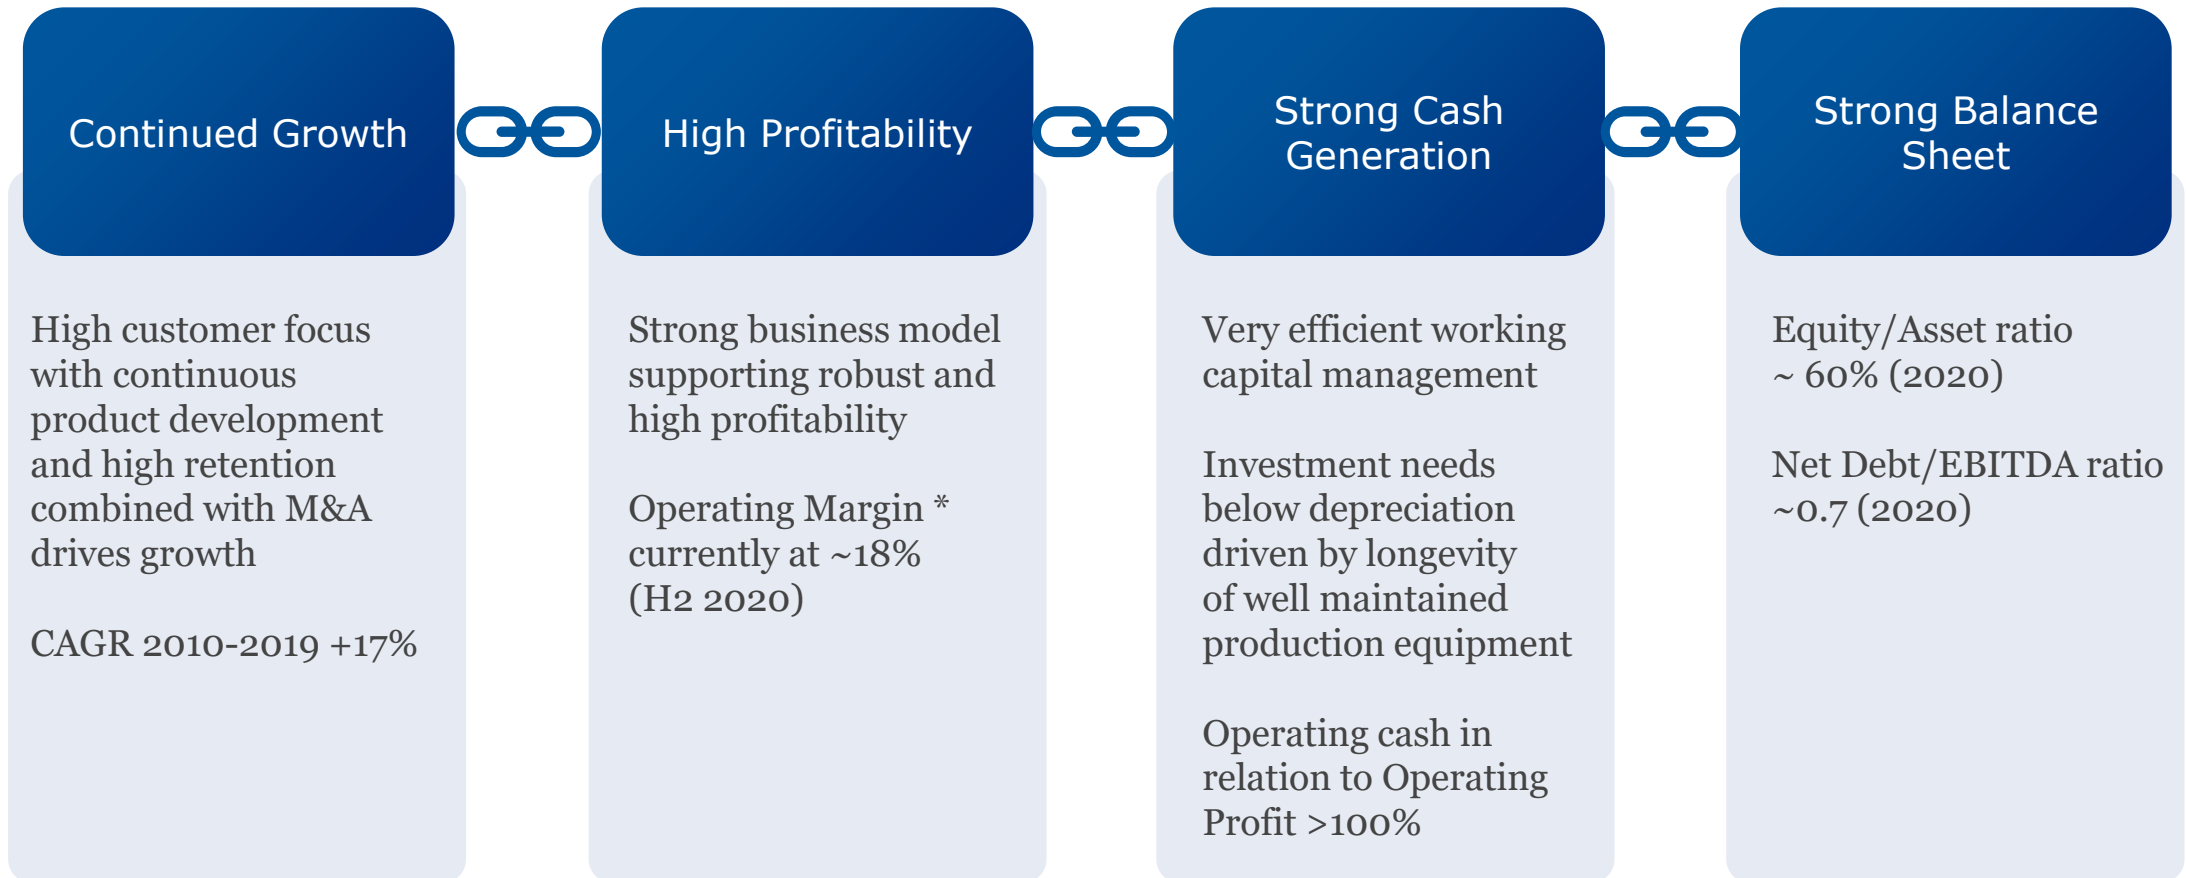 Continued Growth
High customer focus
with continuous
product development
and high retention
combined with M&A
drives growth
CAGR 2010-2019 +17%
High Profitability
Strong business model
supporting robust and
high profitability
Operating Margin *
currently at ~18%
(H2 2020)
Strong Cash
Generation
Very efficient working
capital management
Investment needs
below depreciation
driven by longevity
of well maintained
production equipment
Operating cash in
relation to Operating
Profit >100%
Strong Balance
Sheet
Equity/Asset ratio
~ 60% (2020)
Net Debt/EBITDA ratio
~0.7 (2020)